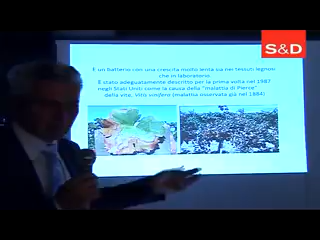 S&D
È un batterio con una crescita molto lenta sia nei tessuti legnosi
che in laboratorio
È stato adeguatamente descritto per la prima volta nel 1987
negli Stati Uniti come la causa della "malattia di Pierce"
della vite, Vitis vinifera (malattia osservata già nel 1884)